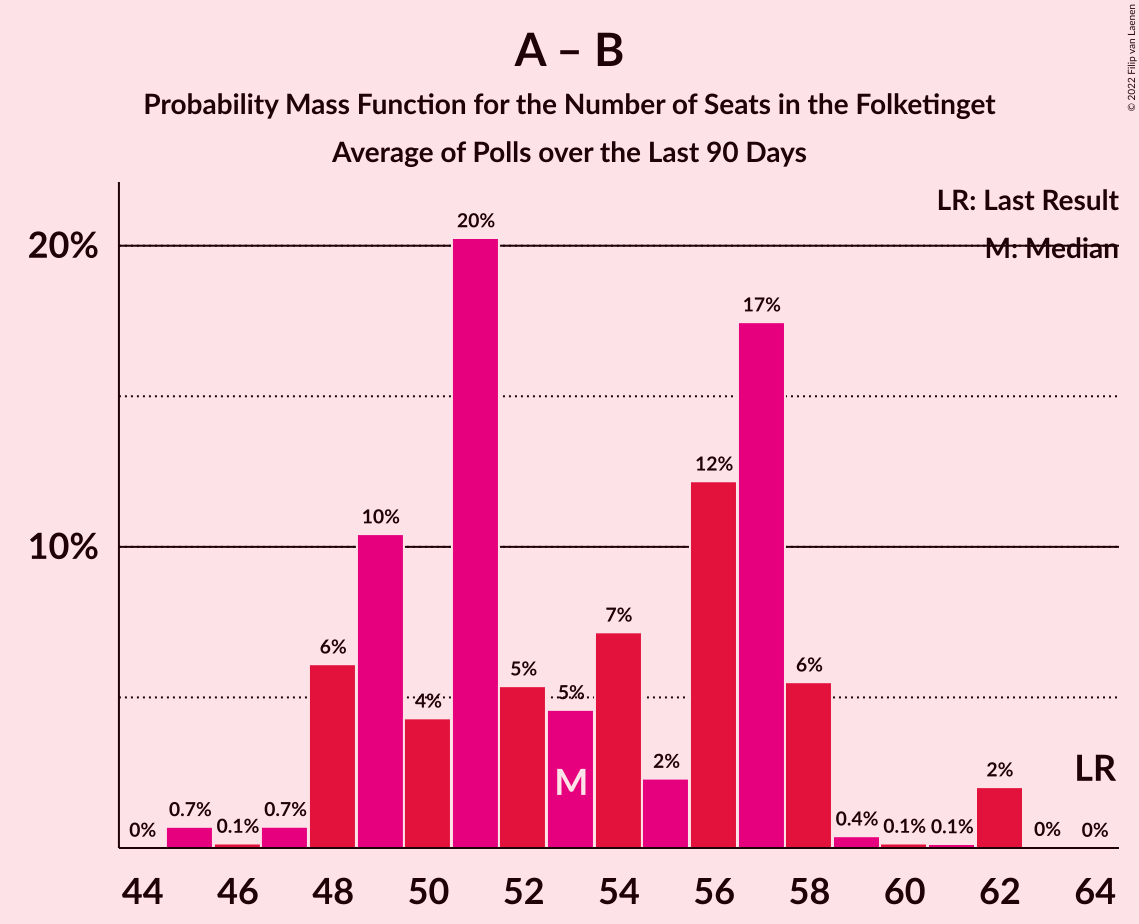 A – B
Probability Mass Function for the Number of Seats in the Folketinget
Average of Polls over the Last 90 Days
© 2022 Filip van Laenen
LR: Last Result
M: Median
20%
10%
0%
0.7%
0.1%
0.7%
6%
10%
4%
20%
5%
5%
7%
2%
12%
17%
6%
0.4%
0.1%
0.1%
2%
0%
0%
M
LR
44 46 48 50 52 54 56 58 60 62 64